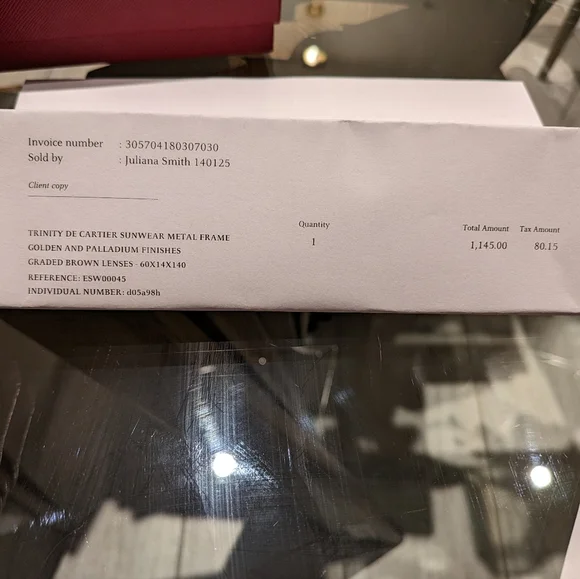 Invoice number : 305704180307030
Sold by : Juliana Smith 140125
Client copy
Quantity Total Amount Tax Amount
TRINITY DE CARTIER SUNWEAR METAL FRAME 1 1,145.00 80.15
GOLDEN AND PALLADIUM FINISHES
GRADED BROWN LENSES - 60X14X140
REFERENCE: ESW00045
INDIVIDUAL NUMBER: d05a98h